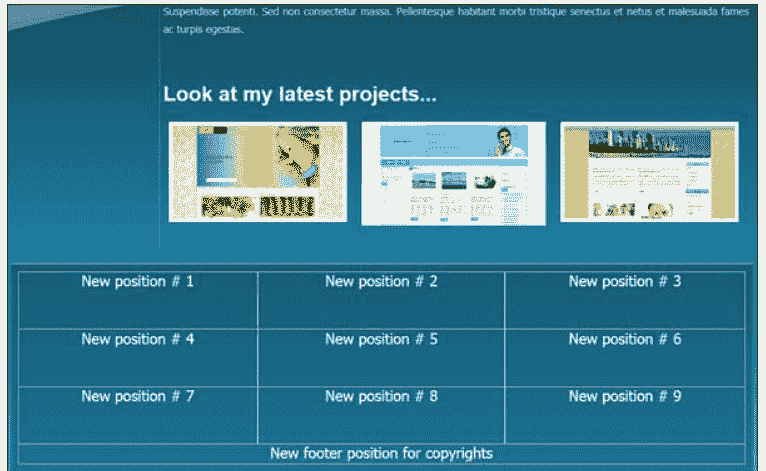 Suspendisse potenti. Sed non consectetur massa. Pellentesque habitant morbi tristique senectus et netus et malesuada fames
ac turpis egestas.
Look at my latest projects...
New position # 1
New position # 2
New position # 3
New position # 4
New position # 5
New position # 6
New position # 7
New position # 8
New position # 9
New footer position for copyrights